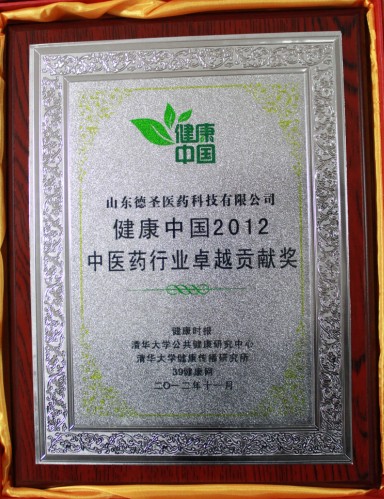 健康
中国
山东德圣医药科技有限公司
健康中国2012
中医药行业卓越贡献奖
健康时报
清华大学公共健康研究中心
清华大学健康传播研究所
39健康网
二〇一二年十一月